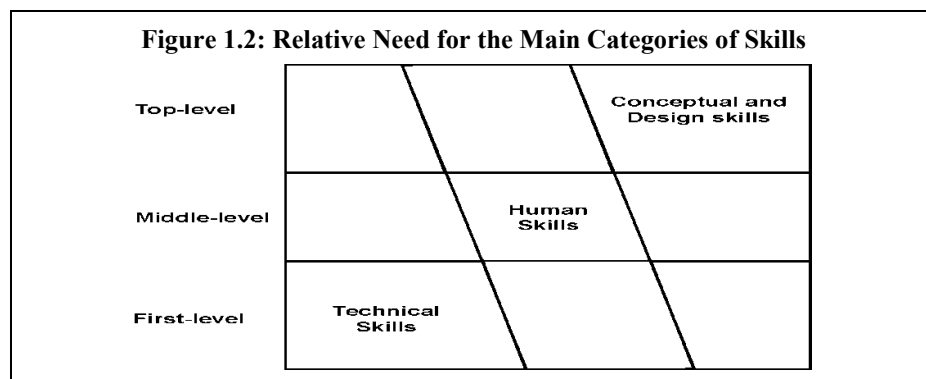 Figure 1.2: Relative Need for the Main Categories of Skills
Top-level
Conceptual and
Design skills
Middle-level
Human
Skills
First-level
Technical
Skills